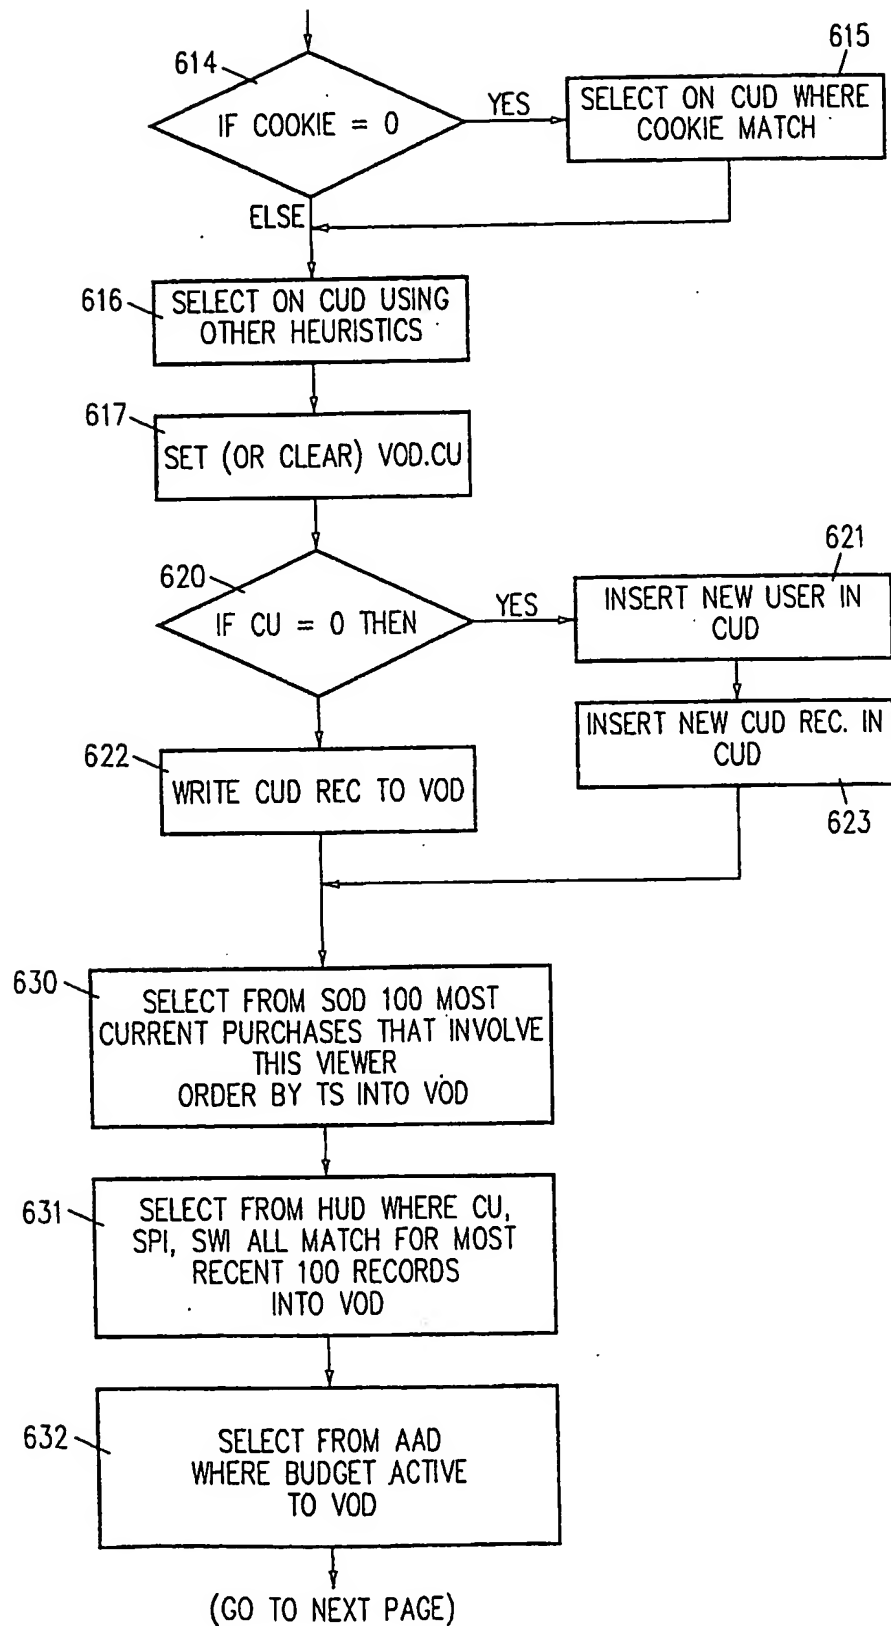 614
IF COOKIE = 0
YES
615
SELECT ON CUD WHERE
COOKIE MATCH
ELSE
616
SELECT ON CUD USING
OTHER HEURISTICS
617
SET (OR CLEAR) VOD.CU
620
IF CU = 0 THEN
YES
621
INSERT NEW USER IN
CUD
622
WRITE CUD REC TO VOD
INSERT NEW CUD REC. IN
CUD
623
630
SELECT FROM SOD 100 MOST
CURRENT PURCHASES THAT INVOLVE
THIS VIEWER
ORDER BY TS INTO VOD
631
SELECT FROM HUD WHERE CU,
SPI, SWI ALL MATCH FOR MOST
RECENT 100 RECORDS
INTO VOD
632
SELECT FROM AAD
WHERE BUDGET ACTIVE
TO VOD
(GO TO NEXT PAGE)